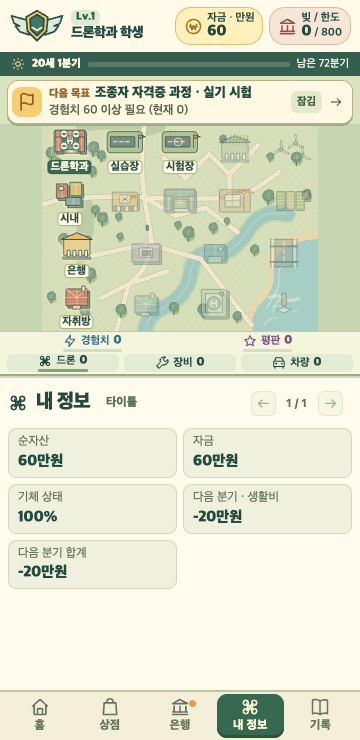 Lv.1
드론학과 학생
자금 · 만원
60
빚 / 한도
0 / 800
20세 1분기
남은 72분기
다음 목표 조종자 자격증 과정 · 실기 시험
경험치 60 이상 필요 (현재 0)
잠김
드론학과
실습장
시험장
시내
은행
자취방
H
경험치 0
평판 0
드론 0
장비 0
차량 0
내 정보
타이틀
1 / 1
순자산
60만원
자금
60만원
기체 상태
100%
다음 분기 · 생활비
-20만원
다음 분기 합계
-20만원
홈
상점
은행
내 정보
기록